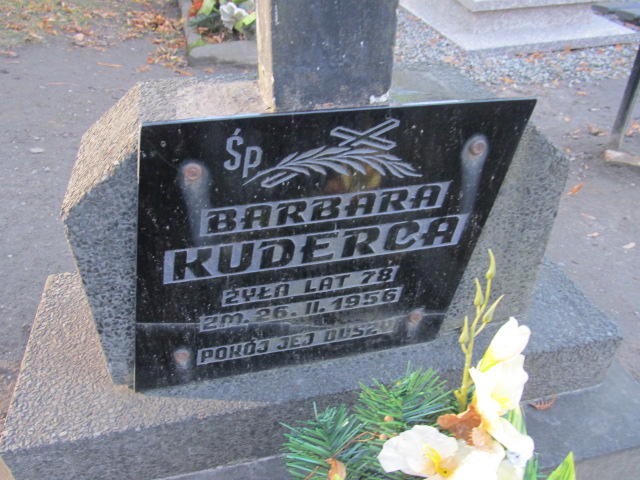 Śp
BARBARA
KUDERCA
ŻYŁA LAT 78
ZM. 26. II. 1956
POKÓJ JEJ DUSZY